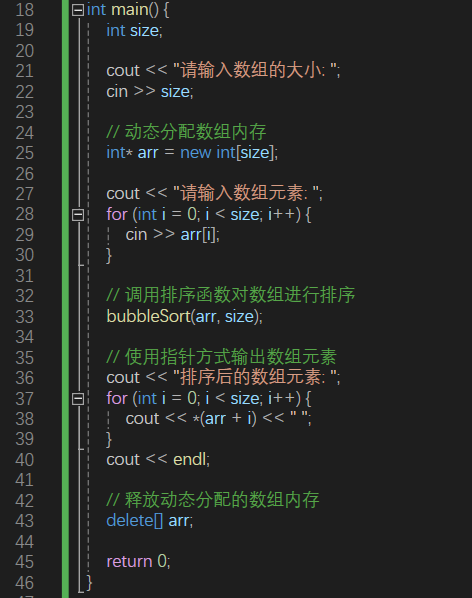 18 int main() {
19 int size;
20
21 cout << "请输入数组的大小: ";
22 cin >> size;
23
24 // 动态分配数组内存
25 int* arr = new int[size];
26
27 cout << "请输入数组元素: ";
28 for (int i = 0; i < size; i++) {
29 cin >> arr[i];
30 }
31
32 // 调用排序函数对数组进行排序
33 bubbleSort(arr, size);
34
35 // 使用指针方式输出数组元素
36 cout << "排序后的数组元素: ";
37 for (int i = 0; i < size; i++) {
38 cout << *(arr + i) << " ";
39 }
40 cout << endl;
41
42 // 释放动态分配的数组内存
43 delete[] arr;
44
45 return 0;
46 }